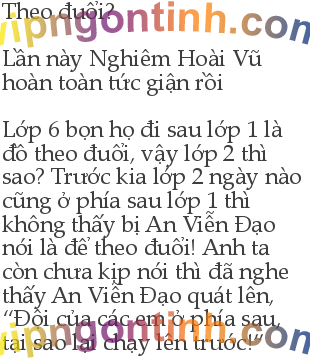 Theo đuổi?
vipngontinh.com
Lần này Nghiêm Hoài Vũ
hoàn toàn tức giận rồi
Lớp 6 bọn họ đi sau lớp 1 là
đồ theo đuổi, vậy lớp 2 thì
sao? Trước kia lớp 2 ngày nào
cũng ở phía sau lớp 1 thì
không thấy bị An Viễn Đạo
nói là để theo đuổi! Anh ta
còn chưa kịp nói thì đã nghe
thấy An Viễn Đạo quát lên,
“Đội của các em ở phía sau,
vipngontinh.com
tại sao lại chạy lên trước!“